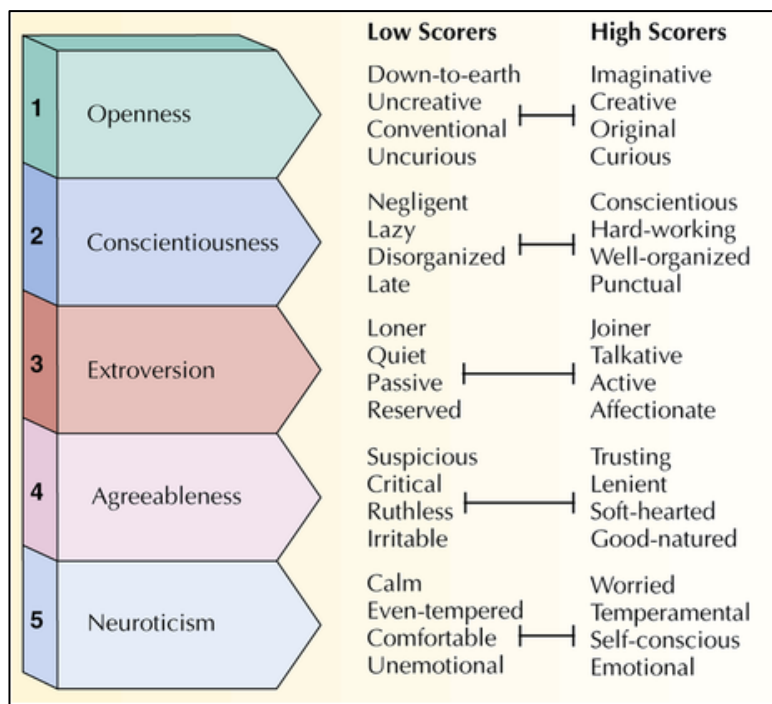 Low Scorers High Scorers
1 Openness
Down-to-earth Imaginative
Uncreative Creative
Conventional Original
Uncurious Curious
2 Conscientiousness
Negligent Conscientious
Lazy Hard-working
Disorganized Well-organized
Late Punctual
3 Extroversion
Loner Joiner
Quiet Talkative
Passive Active
Reserved Affectionate
4 Agreeableness
Suspicious Trusting
Critical Lenient
Ruthless Soft-hearted
Irritable Good-natured
5 Neuroticism
Calm Worried
Even-tempered Temperamental
Comfortable Self-conscious
Unemotional Emotional